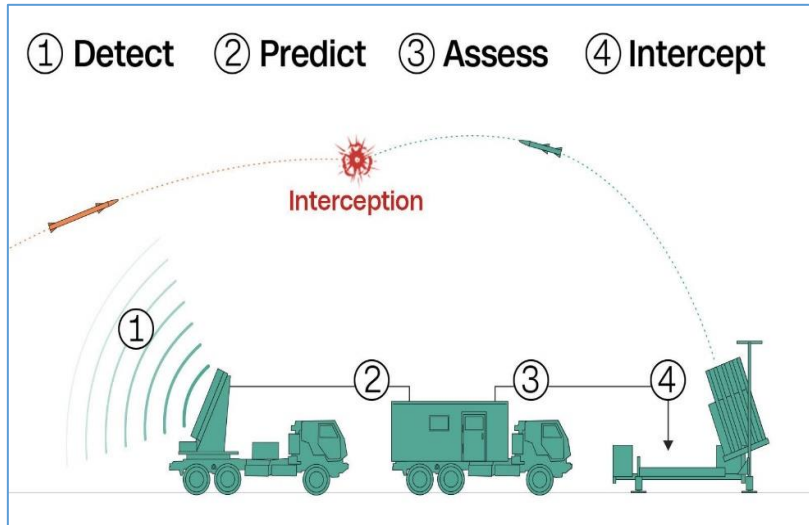 ① Detect ② Predict ③ Assess ④ Intercept
Interception
①
② ③ ④